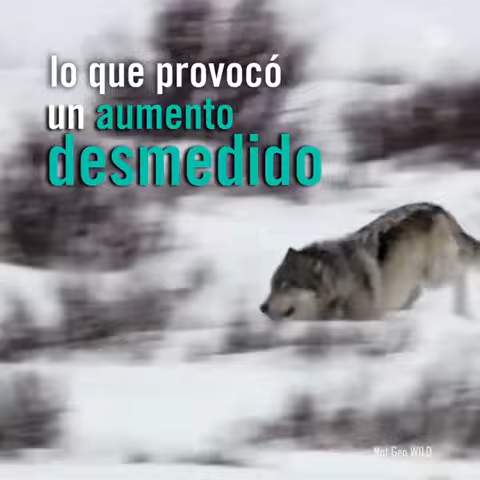 lo que provocó
un aumento
desmedido
Nat Geo WILD